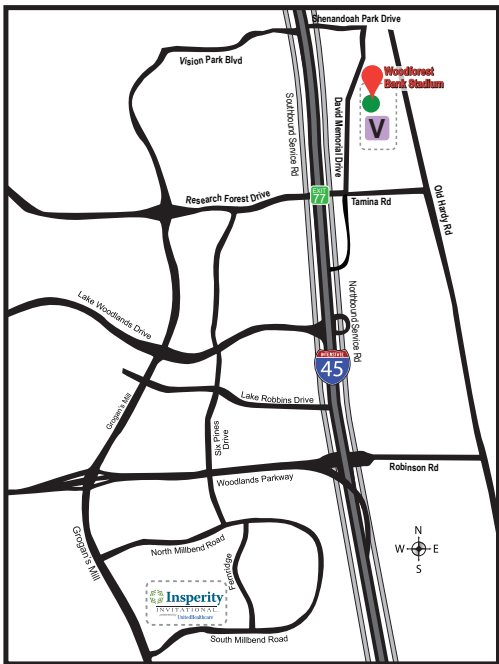 Shenandoah Park Drive
Vision Park Blvd
Woodforest
Bank Stadium
V
Southbound Service Rd
David Memorial Drive
Research Forest Drive
EXIT
77
Tamina Rd
Old Hardy Rd
Lake Woodlands Drive
Northbound Service Rd
INTERSTATE
45
Grogan's Mill
Lake Robbins Drive
Six Pines
Drive
Robinson Rd
Woodlands Parkway
N
W E
S
Grogan's Mill
North Millbend Road
Fernridge
Insperity
INVITATIONAL
UnitedHealthcare
South Millbend Road